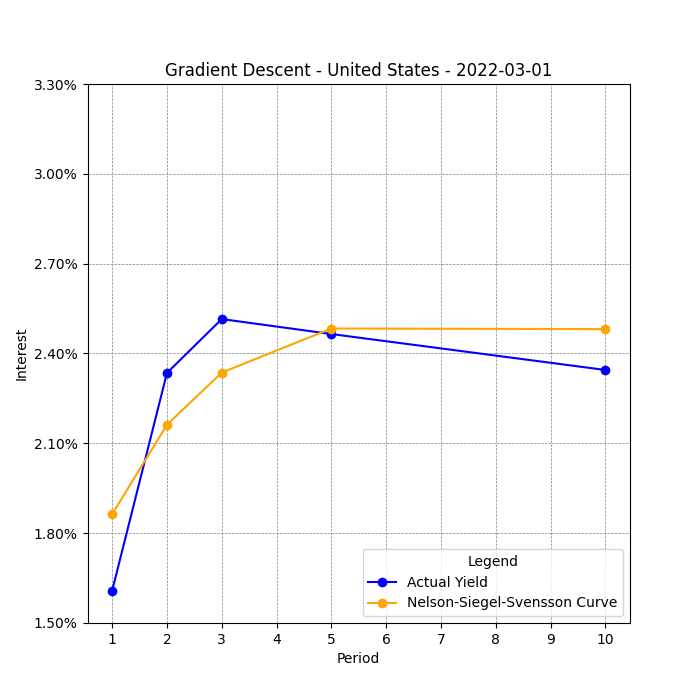 Gradient Descent - United States - 2022-03-01
3.30%
3.00%
2.70%
2.40%
2.10%
1.80%
1.50%
Interest
1 2 3 4 5 6 7 8 9 10
Period
Legend
Actual Yield
Nelson-Siegel-Svensson Curve